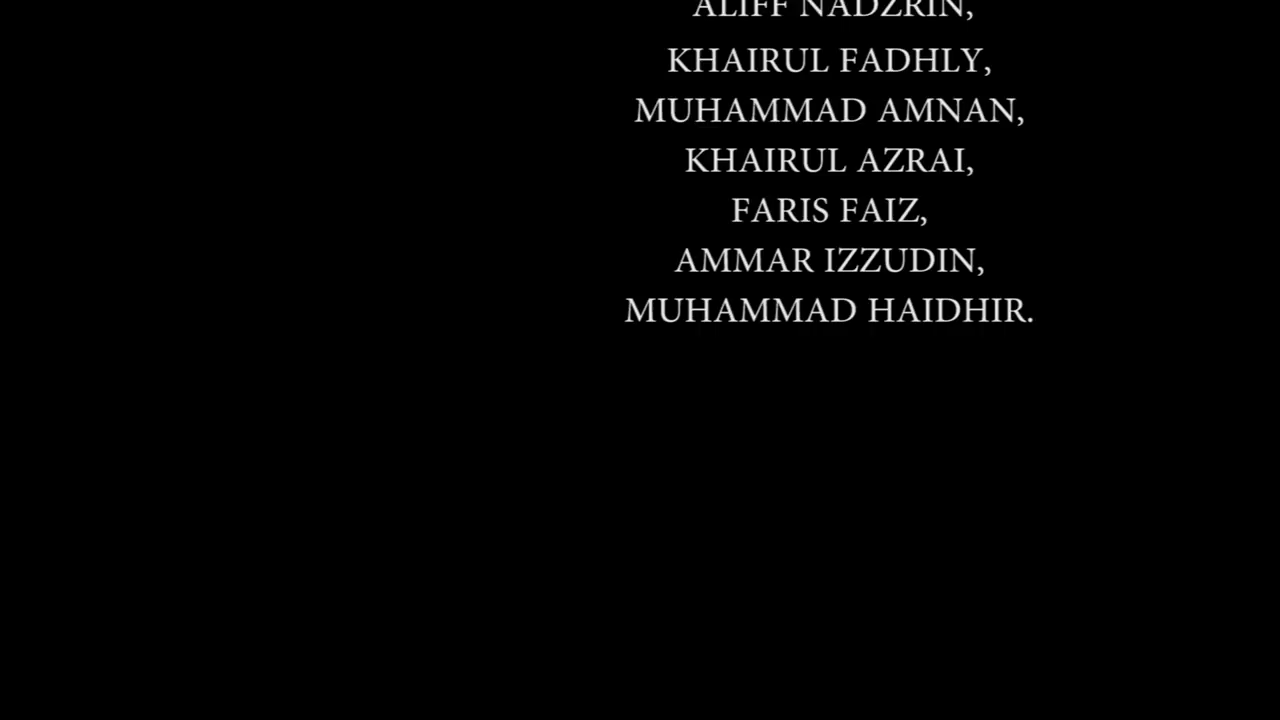 ALIFF NADZRIN,
KHAIRUL FADHLY,
MUHAMMAD AMNAN,
KHAIRUL AZRAI,
FARIS FAIZ,
AMMAR IZZUDIN,
MUHAMMAD HAIDHIR.